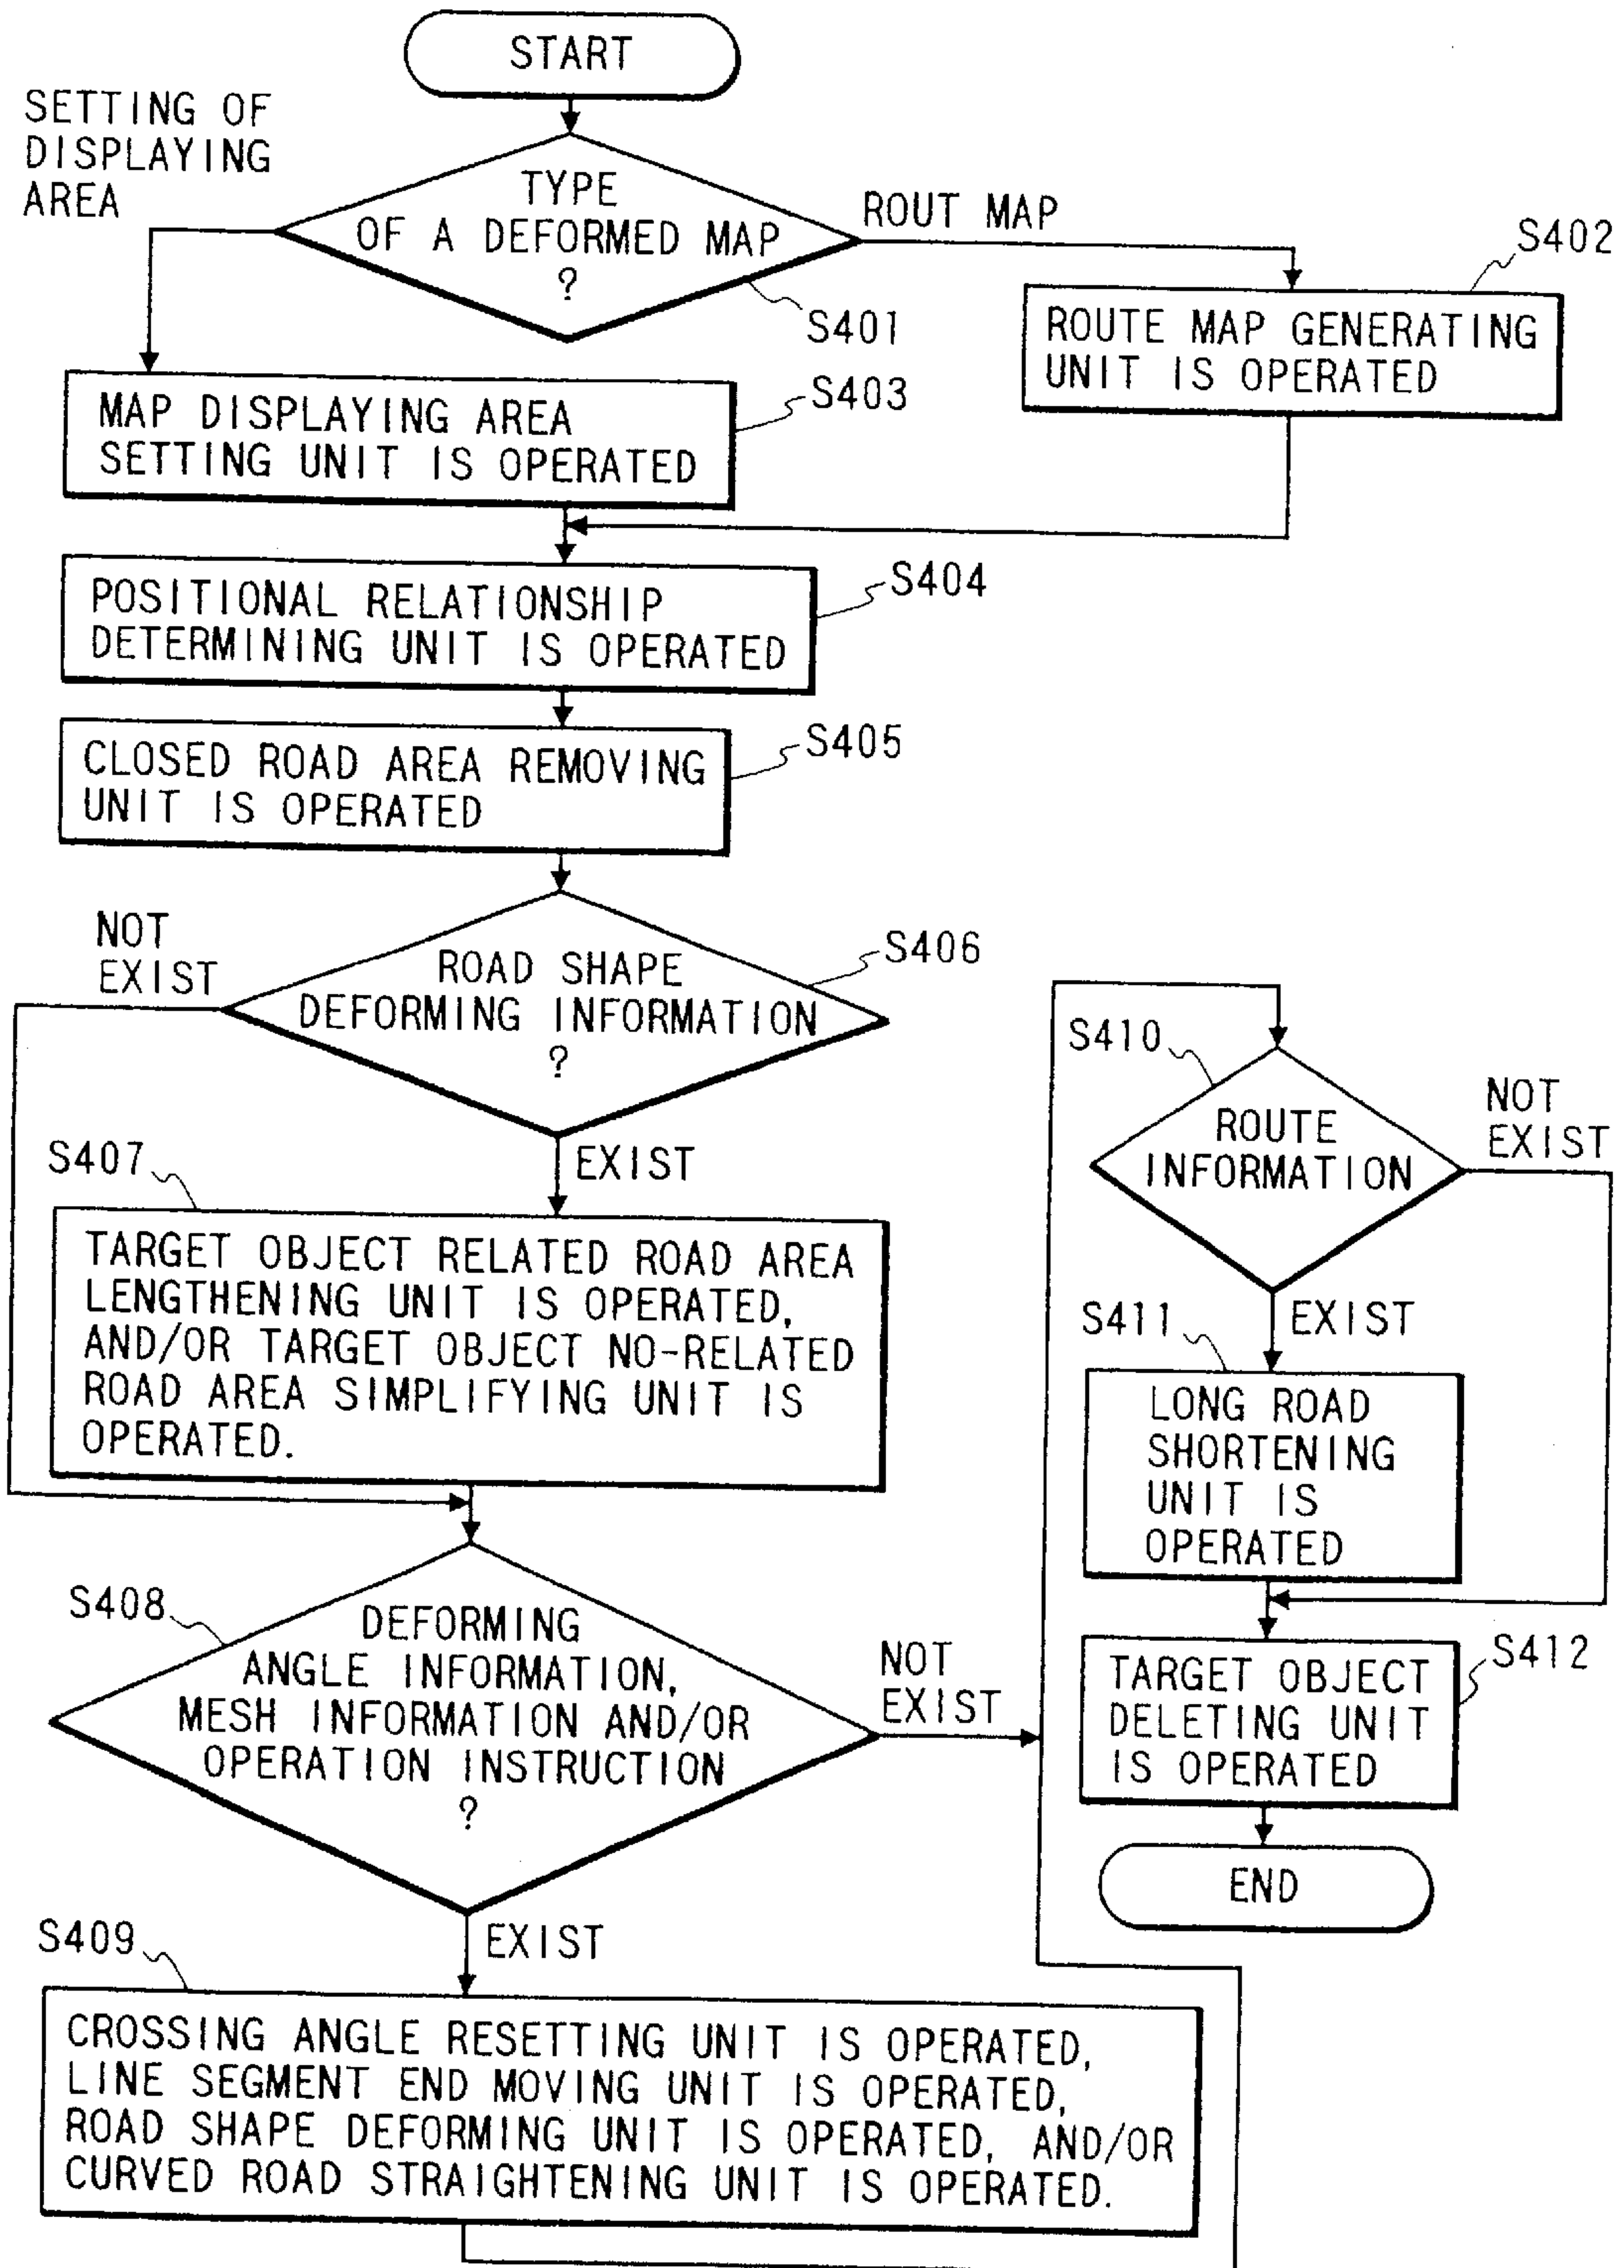 START
SETTING OF
DISPLAYING
AREA
TYPE
OF A DEFORMED MAP
?
ROUT MAP
S401
S402
ROUTE MAP GENERATING
UNIT IS OPERATED
S403
MAP DISPLAYING AREA
SETTING UNIT IS OPERATED
S404
POSITIONAL RELATIONSHIP
DETERMINING UNIT IS OPERATED
S405
CLOSED ROAD AREA REMOVING
UNIT IS OPERATED
NOT
EXIST
S406
ROAD SHAPE
DEFORMING INFORMATION
?
EXIST
S407
TARGET OBJECT RELATED ROAD AREA
LENGTHENING UNIT IS OPERATED,
AND/OR TARGET OBJECT NO-RELATED
ROAD AREA SIMPLIFYING UNIT IS
OPERATED.
S408
DEFORMING
ANGLE INFORMATION,
MESH INFORMATION AND/OR
OPERATION INSTRUCTION
?
NOT
EXIST
EXIST
S409
CROSSING ANGLE RESETTING UNIT IS OPERATED,
LINE SEGMENT END MOVING UNIT IS OPERATED,
ROAD SHAPE DEFORMING UNIT IS OPERATED, AND/OR
CURVED ROAD STRAIGHTENING UNIT IS OPERATED.
S410
ROUTE
INFORMATION
NOT
EXIST
EXIST
S411
LONG ROAD
SHORTENING
UNIT IS
OPERATED
S412
TARGET OBJECT
DELETING UNIT
IS OPERATED
END